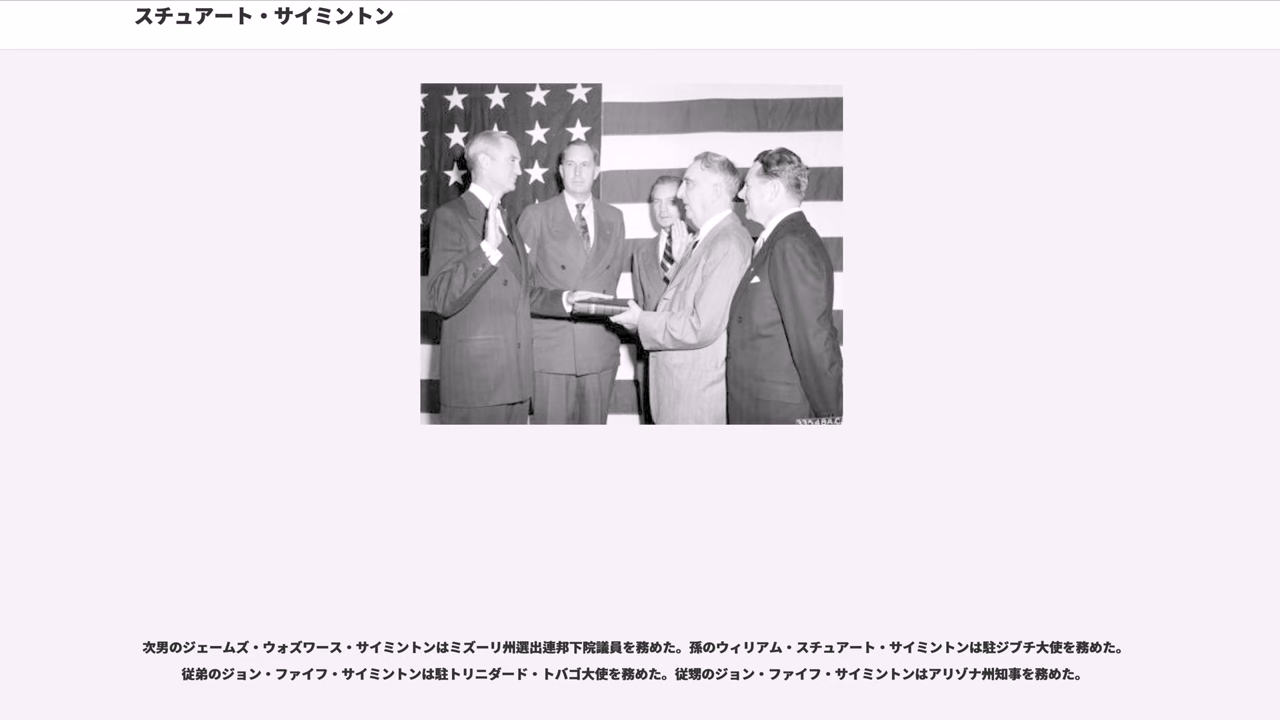 スチュアート・サイミントン
次男のジェームズ・ウォズワース・サイミントンはミズーリ州選出連邦下院議員を務めた。孫のウィリアム・スチュアート・サイミントンは駐ジブチ大使を務めた。
従弟のジョン・ファイフ・サイミントンは駐トリニダード・トバゴ大使を務めた。従甥のジョン・ファイフ・サイミントンはアリゾナ州知事を務めた。